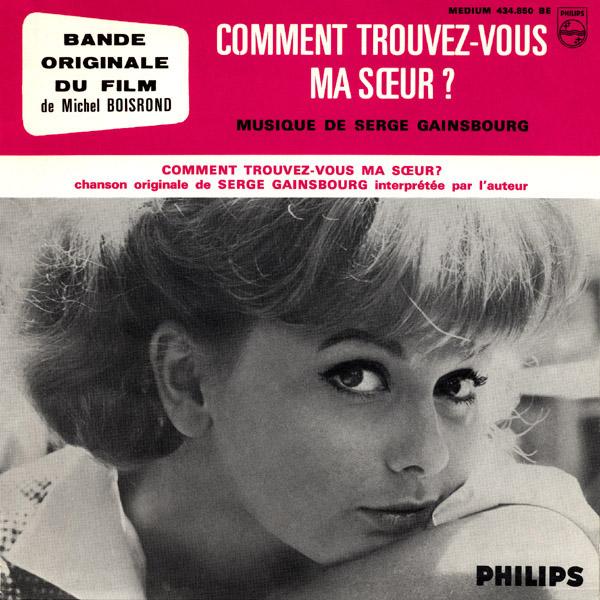 MEDIUM 434.850 BE
PHILIPS
BANDE
ORIGINALE
DU FILM
de Michel BOISROND
COMMENT TROUVEZ-VOUS
MA SŒUR ?
MUSIQUE DE SERGE GAINSBOURG
COMMENT TROUVEZ-VOUS MA SŒUR?
chanson originale de SERGE GAINSBOURG interprétée par l'auteur
PHILIPS